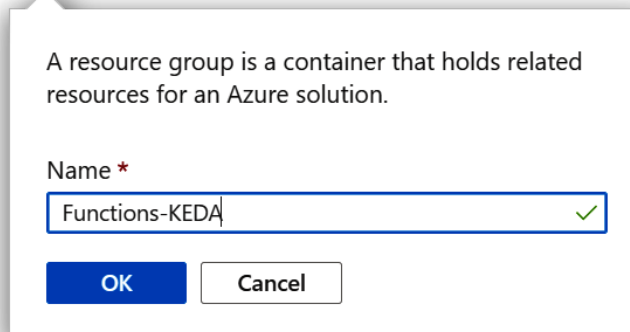 A resource group is a container that holds related
resources for an Azure solution.
Name *
Functions-KEDA
OK
Cancel